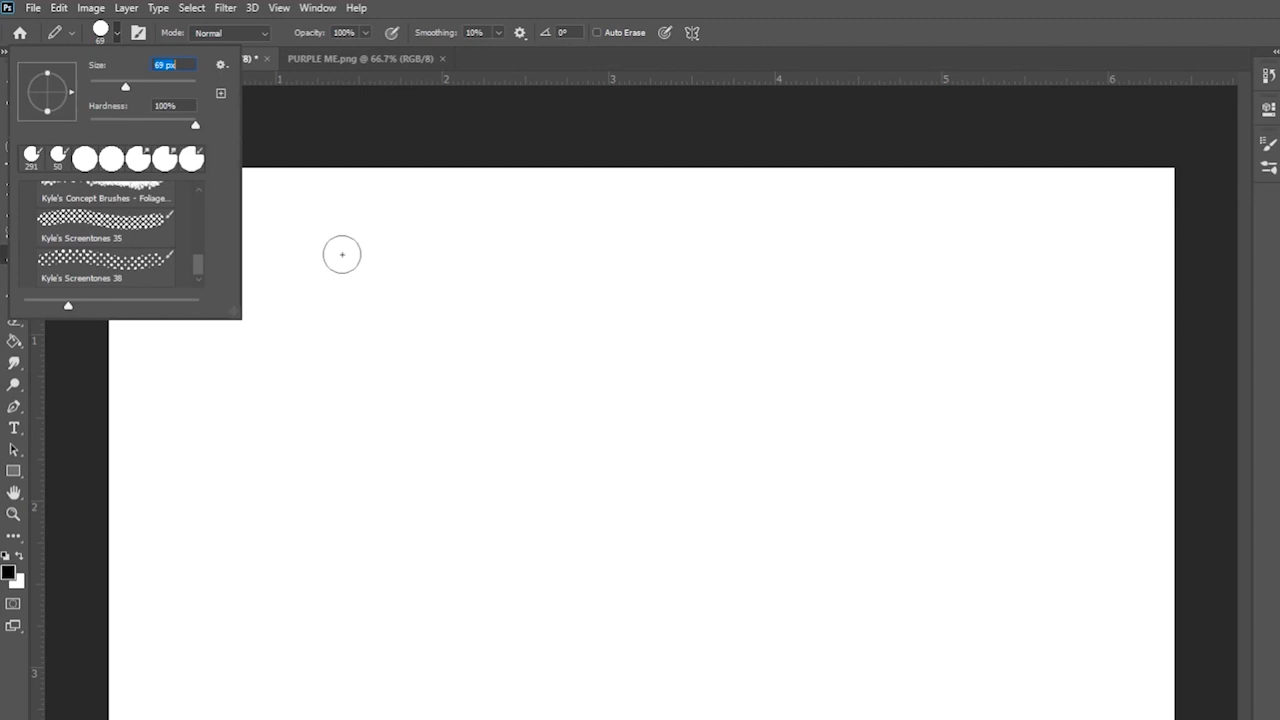 Ps File Edit Image Layer Type Select Filter 3D View Window Help
69 Mode: Normal Opacity: 100% Smoothing: 10% 0° Auto Erase
8) * × PURPLE ME.png @ 66.7% (RGB/8) ×
1 2 3 4 5 6
Size: 69 px
Hardness: 100%
291 50
Kyle's Concept Brushes - Foliage...
Kyle's Screentones 35
Kyle's Screentones 38
1
2
3
T